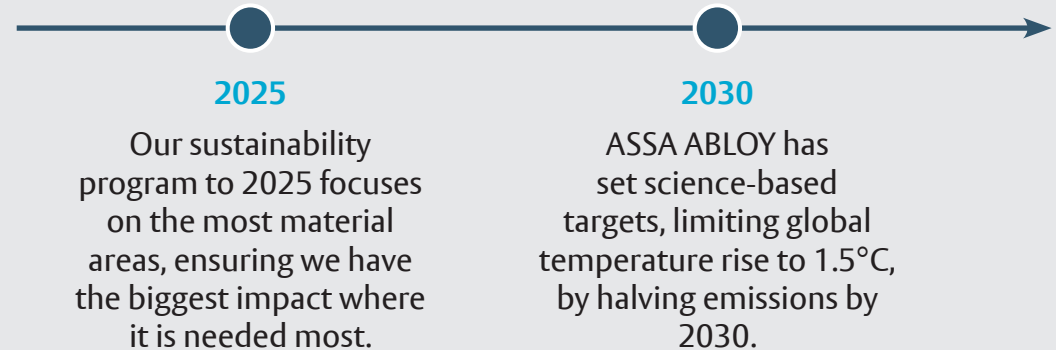 2025
Our sustainability
program to 2025 focuses
on the most material
areas, ensuring we have
the biggest impact where
it is needed most.
2030
ASSA ABLOY has
set science-based
targets, limiting global
temperature rise to 1.5°C,
by halving emissions by
2030.